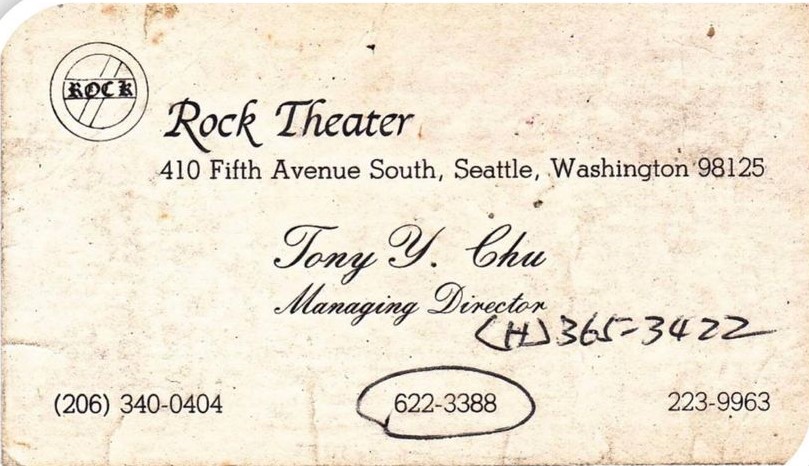 ROCK
Rock Theater
410 Fifth Avenue South, Seattle, Washington 98125
Tony Y. Chu
Managing Director
(H) 365-3422
(206) 340-0404 622-3388 223-9963